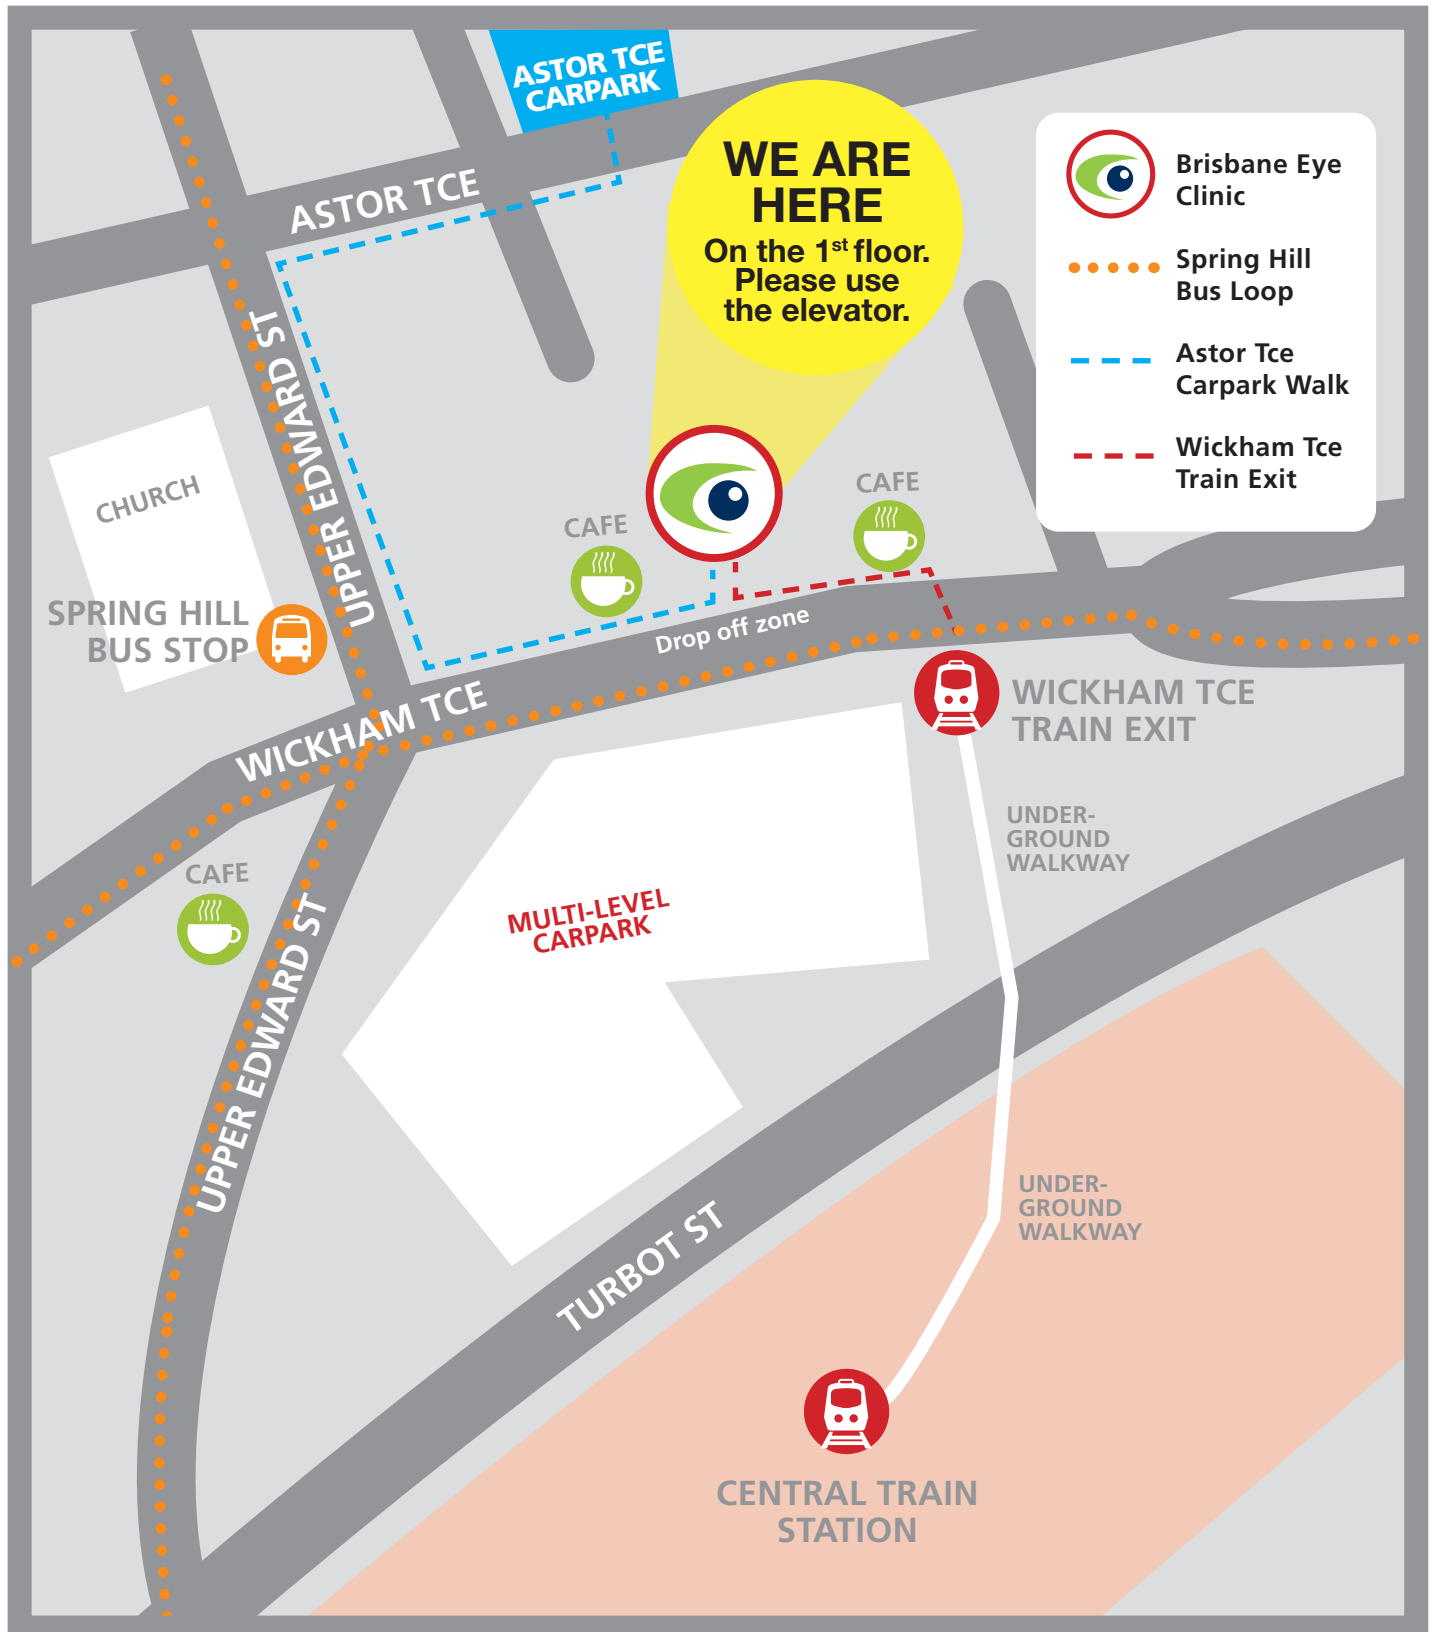 ASTOR TCE
CARPARK
WE ARE
HERE
On the 1st floor.
Please use
the elevator.
Brisbane Eye
Clinic
Spring Hill
Bus Loop
Astor Tce
Carpark Walk
Wickham Tce
Train Exit
ASTOR TCE
UPPER EDWARD ST
CHURCH
CAFE
CAFE
SPRING HILL
BUS STOP
Drop off zone
WICKHAM TCE
WICKHAM TCE
TRAIN EXIT
UNDER-
GROUND
WALKWAY
CAFE
MULTI-LEVEL
CARPARK
UPPER EDWARD ST
TURBOT ST
UNDER-
GROUND
WALKWAY
CENTRAL TRAIN
STATION